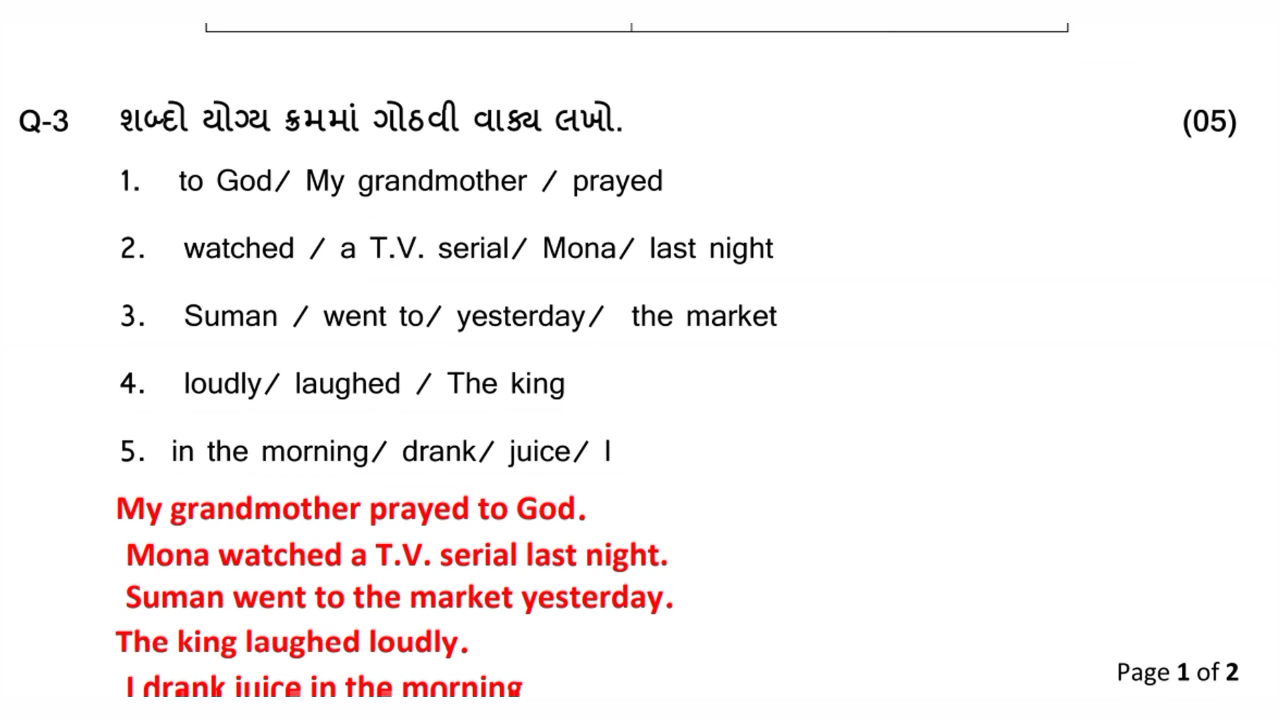 Q-3 શબ્દો યોગ્ય ક્રમમાં ગોઠવી વાક્ય લખો. (05)
1. to God/ My grandmother / prayed
2. watched / a T.V. serial/ Mona/ last night
3. Suman / went to/ yesterday/ the market
4. loudly/ laughed / The king
5. in the morning/ drank/ juice/ I
My grandmother prayed to God.
Mona watched a T.V. serial last night.
Suman went to the market yesterday.
The king laughed loudly.
I drank juice in the morning
Page 1 of 2